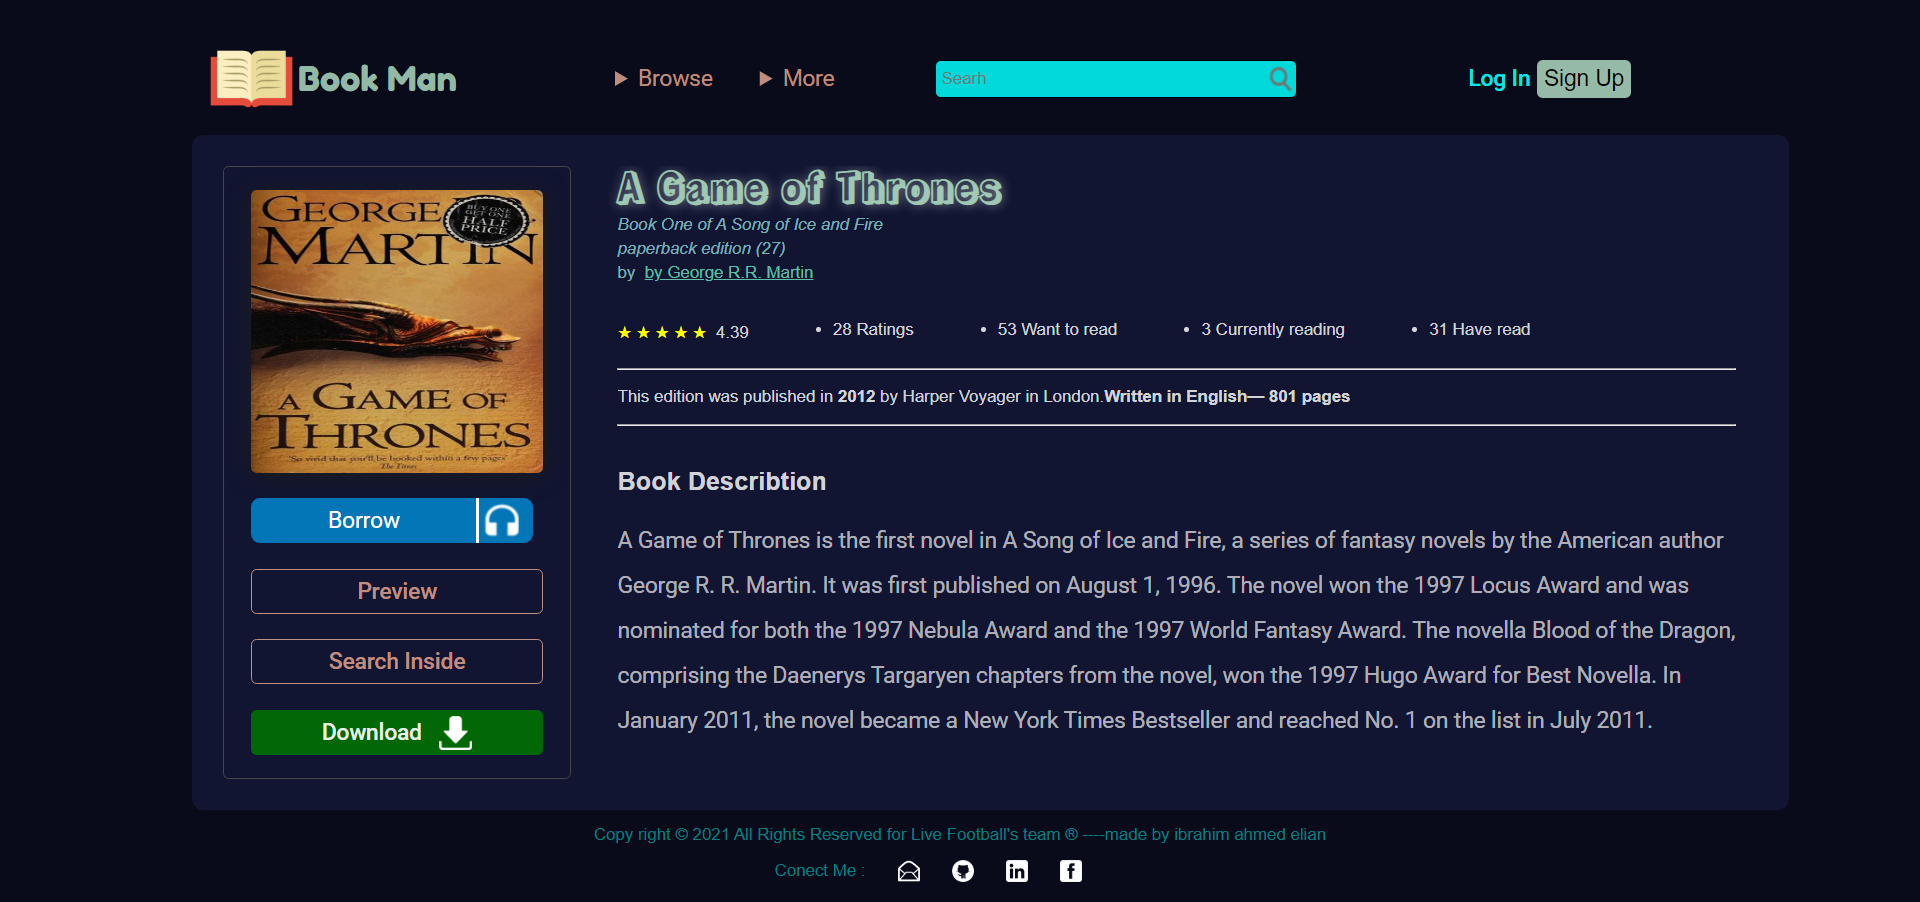 Book Man
Browse
More
Searh
Log In
Sign Up
GEORGE R.R.
MARTIN
BUY ONE
GET ONE
HALF
PRICE
A GAME OF
THRONES
'So vivid that you'll be hooked within a few pages'
The Times
Borrow
Preview
Search Inside
Download
A Game of Thrones
Book One of A Song of Ice and Fire
paperback edition (27)
by by George R.R. Martin
★ ★ ★ ★ ★ 4.39
• 28 Ratings
• 53 Want to read
• 3 Currently reading
• 31 Have read
This edition was published in 2012 by Harper Voyager in London.Written in English— 801 pages
Book Describtion
A Game of Thrones is the first novel in A Song of Ice and Fire, a series of fantasy novels by the American author
George R. R. Martin. It was first published on August 1, 1996. The novel won the 1997 Locus Award and was
nominated for both the 1997 Nebula Award and the 1997 World Fantasy Award. The novella Blood of the Dragon,
comprising the Daenerys Targaryen chapters from the novel, won the 1997 Hugo Award for Best Novella. In
January 2011, the novel became a New York Times Bestseller and reached No. 1 on the list in July 2011.
Copy right © 2021 All Rights Reserved for Live Football's team ® ----made by ibrahim ahmed elian
Conect Me :